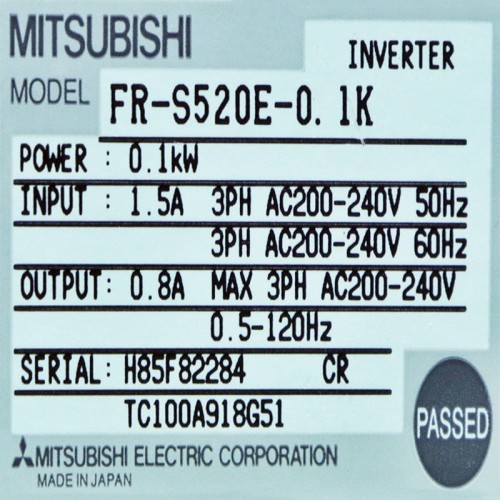 MITSUBISHI
INVERTER
MODEL FR-S520E-0.1K
POWER : 0.1kW
INPUT : 1.5A 3PH AC200-240V 50Hz
3PH AC200-240V 60Hz
OUTPUT: 0.8A MAX 3PH AC200-240V
0.5-120Hz
SERIAL: H85F82284 CR
TC100A918G51
PASSED
MITSUBISHI ELECTRIC CORPORATION
MADE IN JAPAN